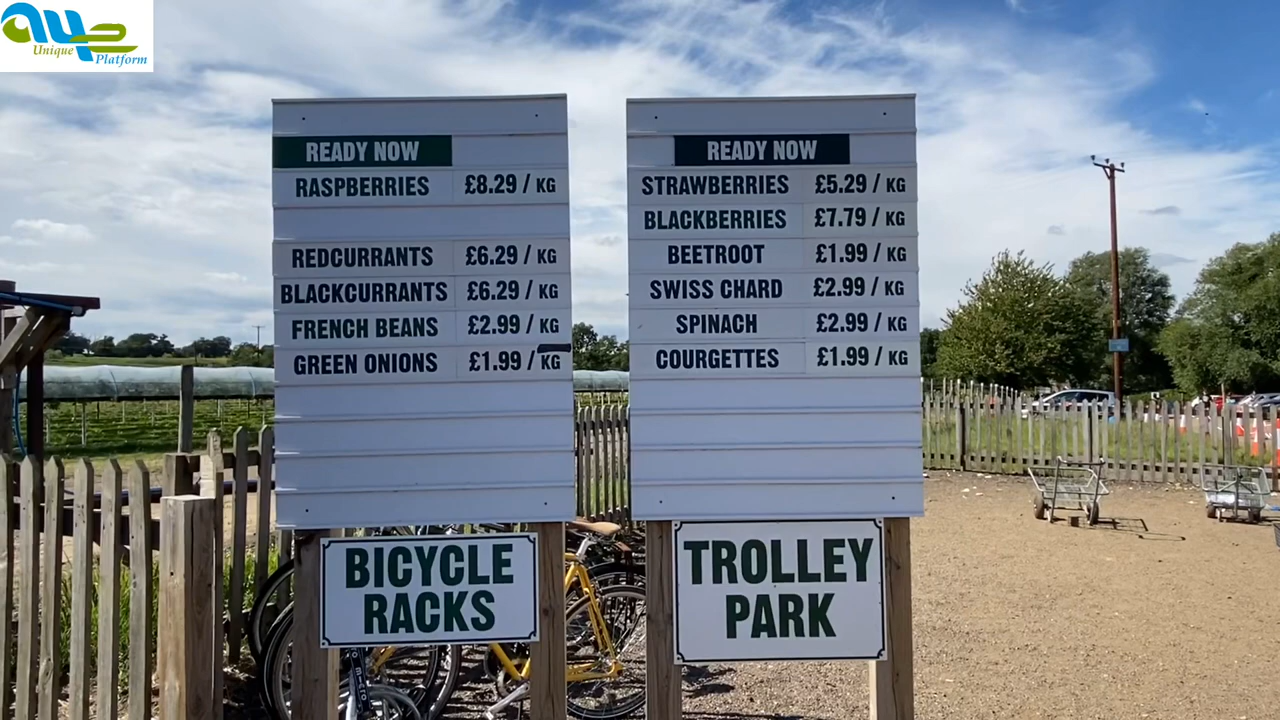 aup
Unique
Platform
READY NOW
RASPBERRIES £8.29 / KG
REDCURRANTS £6.29 / KG
BLACKCURRANTS £6.29 / KG
FRENCH BEANS £2.99 / KG
GREEN ONIONS £1.99 / KG
BICYCLE
RACKS
READY NOW
STRAWBERRIES £5.29 / KG
BLACKBERRIES £7.79 / KG
BEETROOT £1.99 / KG
SWISS CHARD £2.99 / KG
SPINACH £2.99 / KG
COURGETTES £1.99 / KG
TROLLEY
PARK
micro